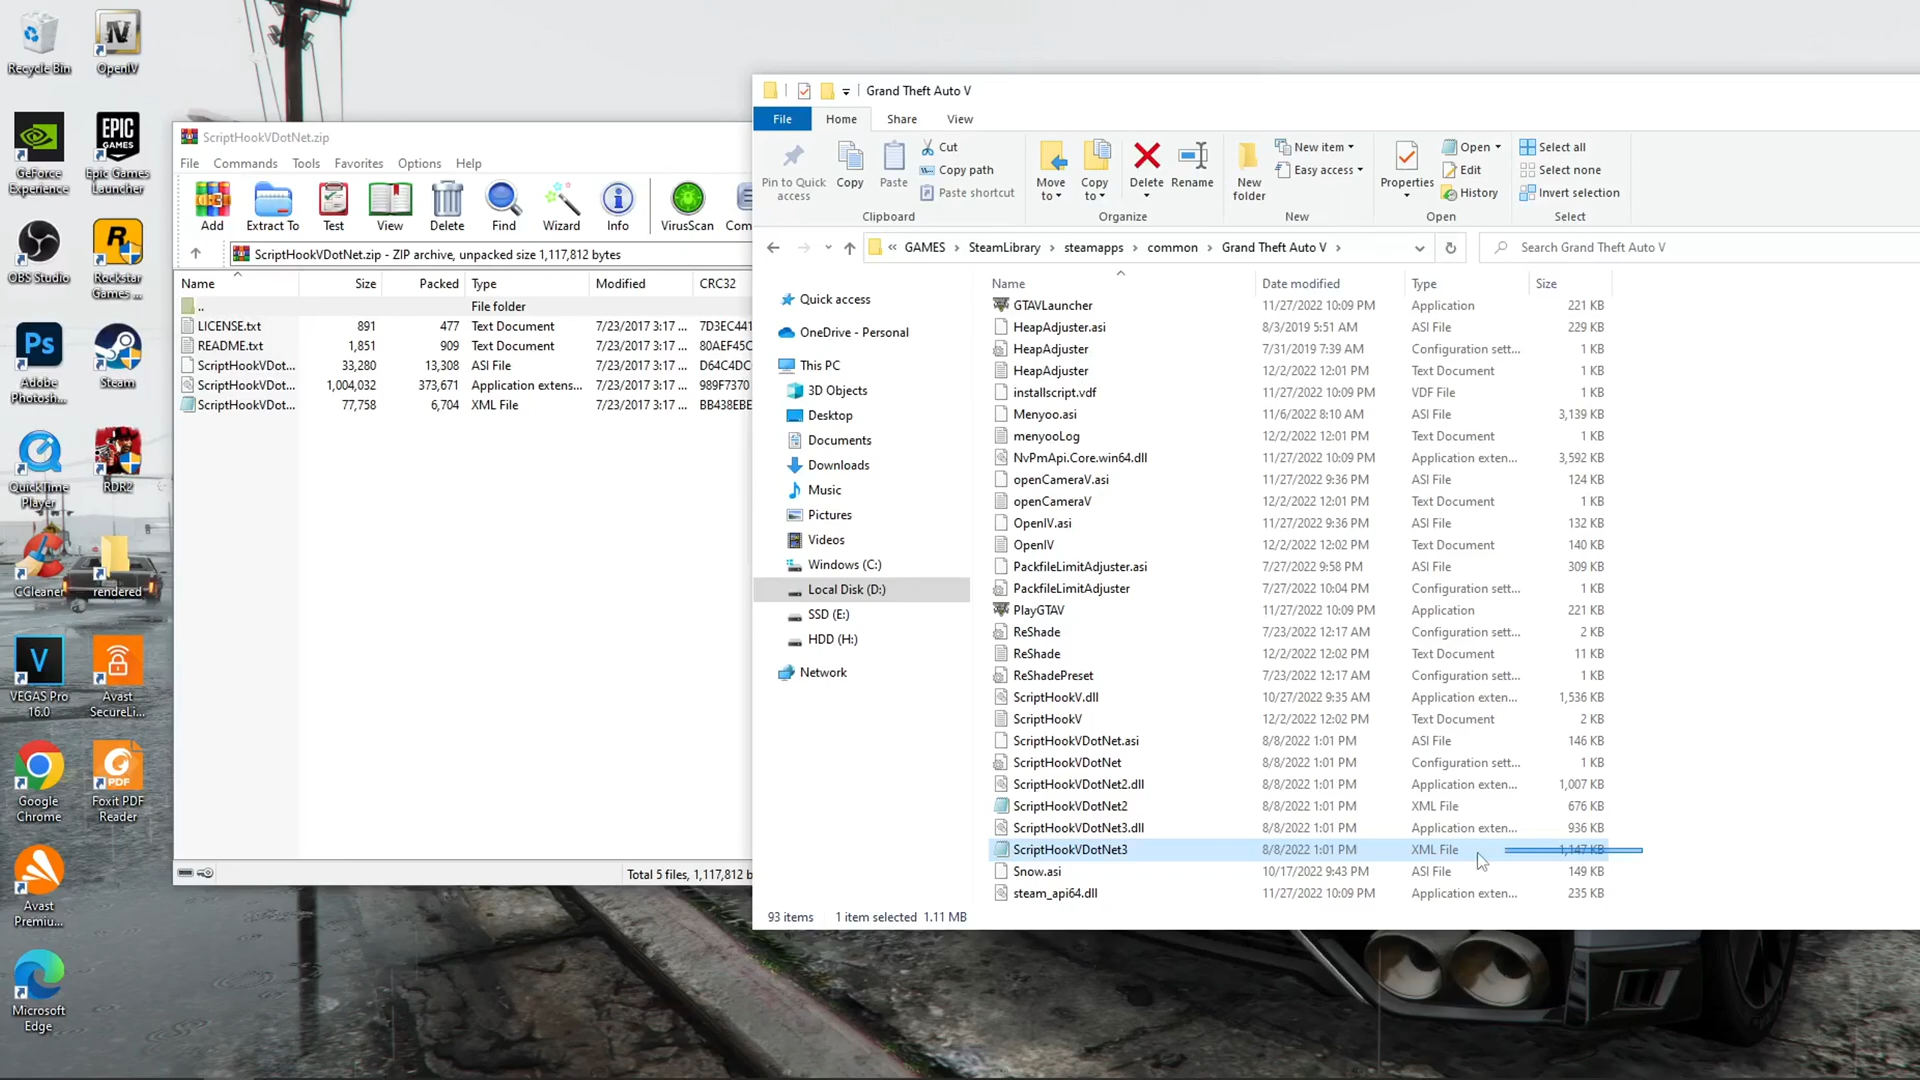 Recycle Bin
OpenIV
GeForce Experience
Epic Games Launcher
OBS Studio
Rockstar Games ...
Adobe Photosh...
Steam
QuickTime Player
RDR2
CCleaner
rendered
VEGAS Pro 16.0
Avast SecureLi...
Google Chrome
Foxit PDF Reader
Avast Premiu...
Microsoft Edge
ScriptHookVDotNet.zip
File Commands Tools Favorites Options Help
Add Extract To Test View Delete Find Wizard Info VirusScan Com
ScriptHookVDotNet.zip - ZIP archive, unpacked size 1,117,812 bytes
Name Size Packed Type Modified CRC32
.. File folder
LICENSE.txt 891 477 Text Document 7/23/2017 3:17 ... 7D3EC441
README.txt 1,851 909 Text Document 7/23/2017 3:17 ... 80AEF45C
ScriptHookVDot... 33,280 13,308 ASI File 7/23/2017 3:17 ... D64C4DC
ScriptHookVDot... 1,004,032 373,671 Application extens... 7/23/2017 3:17 ... 989F7370
ScriptHookVDot... 77,758 6,704 XML File 7/23/2017 3:17 ... BB438EBE
Total 5 files, 1,117,812 b
Grand Theft Auto V
File Home Share View
Pin to Quick access
Copy
Paste
Cut
Copy path
Paste shortcut
Clipboard
Move to
Copy to
Delete
Rename
Organize
New folder
New item
Easy access
New
Properties
Open
Edit
History
Open
Select all
Select none
Invert selection
Select
« GAMES › SteamLibrary › steamapps › common › Grand Theft Auto V ›
Search Grand Theft Auto V
Quick access
OneDrive - Personal
This PC
3D Objects
Desktop
Documents
Downloads
Music
Pictures
Videos
Windows (C:)
Local Disk (D:)
SSD (E:)
HDD (H:)
Network
Name Date modified Type Size
GTAVLauncher 11/27/2022 10:09 PM Application 221 KB
HeapAdjuster.asi 8/3/2019 5:51 AM ASI File 229 KB
HeapAdjuster 7/31/2019 7:39 AM Configuration sett... 1 KB
HeapAdjuster 12/2/2022 12:01 PM Text Document 1 KB
installscript.vdf 11/27/2022 10:09 PM VDF File 1 KB
Menyoo.asi 11/6/2022 8:10 AM ASI File 3,139 KB
menyooLog 12/2/2022 12:01 PM Text Document 1 KB
NvPmApi.Core.win64.dll 11/27/2022 10:09 PM Application exten... 3,592 KB
openCameraV.asi 11/27/2022 9:36 PM ASI File 124 KB
openCameraV 12/2/2022 12:01 PM Text Document 1 KB
OpenIV.asi 11/27/2022 9:36 PM ASI File 132 KB
OpenIV 12/2/2022 12:02 PM Text Document 140 KB
PackfileLimitAdjuster.asi 7/27/2022 9:58 PM ASI File 309 KB
PackfileLimitAdjuster 7/27/2022 10:04 PM Configuration sett... 1 KB
PlayGTAV 11/27/2022 10:09 PM Application 221 KB
ReShade 7/23/2022 12:17 AM Configuration sett... 2 KB
ReShade 12/2/2022 12:02 PM Text Document 11 KB
ReShadePreset 7/23/2022 12:17 AM Configuration sett... 1 KB
ScriptHookV.dll 10/27/2022 9:35 AM Application exten... 1,536 KB
ScriptHookV 12/2/2022 12:02 PM Text Document 2 KB
ScriptHookVDotNet.asi 8/8/2022 1:01 PM ASI File 146 KB
ScriptHookVDotNet 8/8/2022 1:01 PM Configuration sett... 1 KB
ScriptHookVDotNet2.dll 8/8/2022 1:01 PM Application exten... 1,007 KB
ScriptHookVDotNet2 8/8/2022 1:01 PM XML File 676 KB
ScriptHookVDotNet3.dll 8/8/2022 1:01 PM Application exten... 936 KB
ScriptHookVDotNet3 8/8/2022 1:01 PM XML File 1,147 KB
Snow.asi 10/17/2022 9:43 PM ASI File 149 KB
steam_api64.dll 11/27/2022 10:09 PM Application exten... 235 KB
93 items 1 item selected 1.11 MB